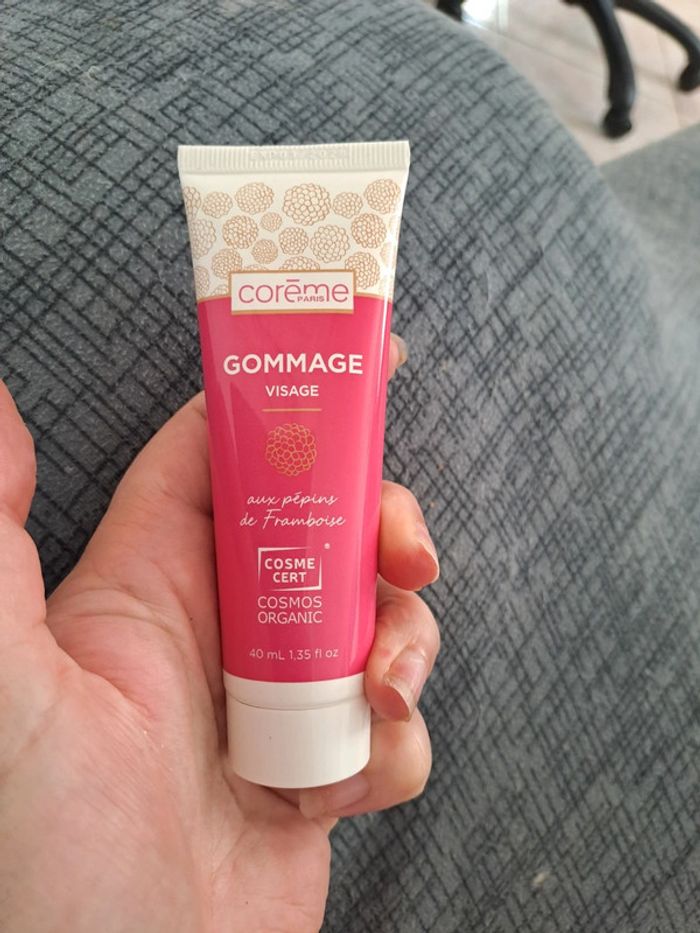 corēme
PARIS
GOMMAGE
VISAGE
aux pépins
de Framboise
COSME
CERT
®
COSMOS
ORGANIC
40 mL 1,35 fl oz